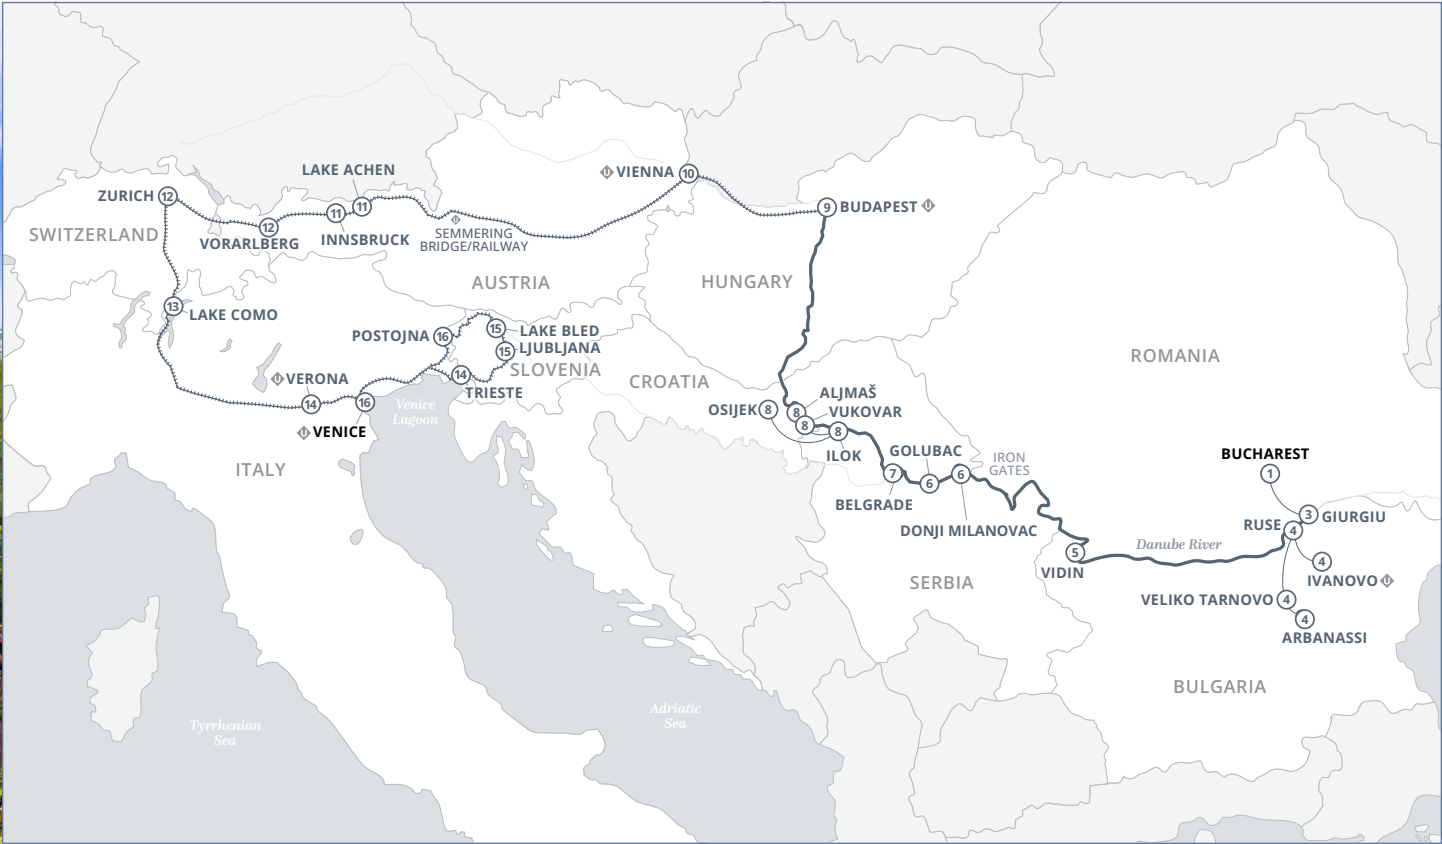 LAKE ACHEN
11
VIENNA
10
ZURICH
12
11
12
VORARLBERG
INNSBRUCK
SEMMERING
BRIDGE/RAILWAY
9
BUDAPEST
SWITZERLAND
AUSTRIA
HUNGARY
13
LAKE COMO
POSTOJNA
16
15
LAKE BLED
15
LJUBLJANA
SLOVENIA
CROATIA
ROMANIA
VERONA
14
14
TRIESTE
16
VENICE
Venice
Lagoon
ITALY
OSIJEK
8
8
ALJMAŠ
8
VUKOVAR
8
ILOK
GOLUBAC
7
6
6
IRON
GATES
BELGRADE
DONJI MILANOVAC
BUCHAREST
1
3
GIURGIU
RUSE
4
Danube River
5
VIDIN
4
IVANOVO
SERBIA
VELIKO TARNOVO
4
4
ARBANASSI
BULGARIA
Tyrrhenian
Sea
Adriatic
Sea